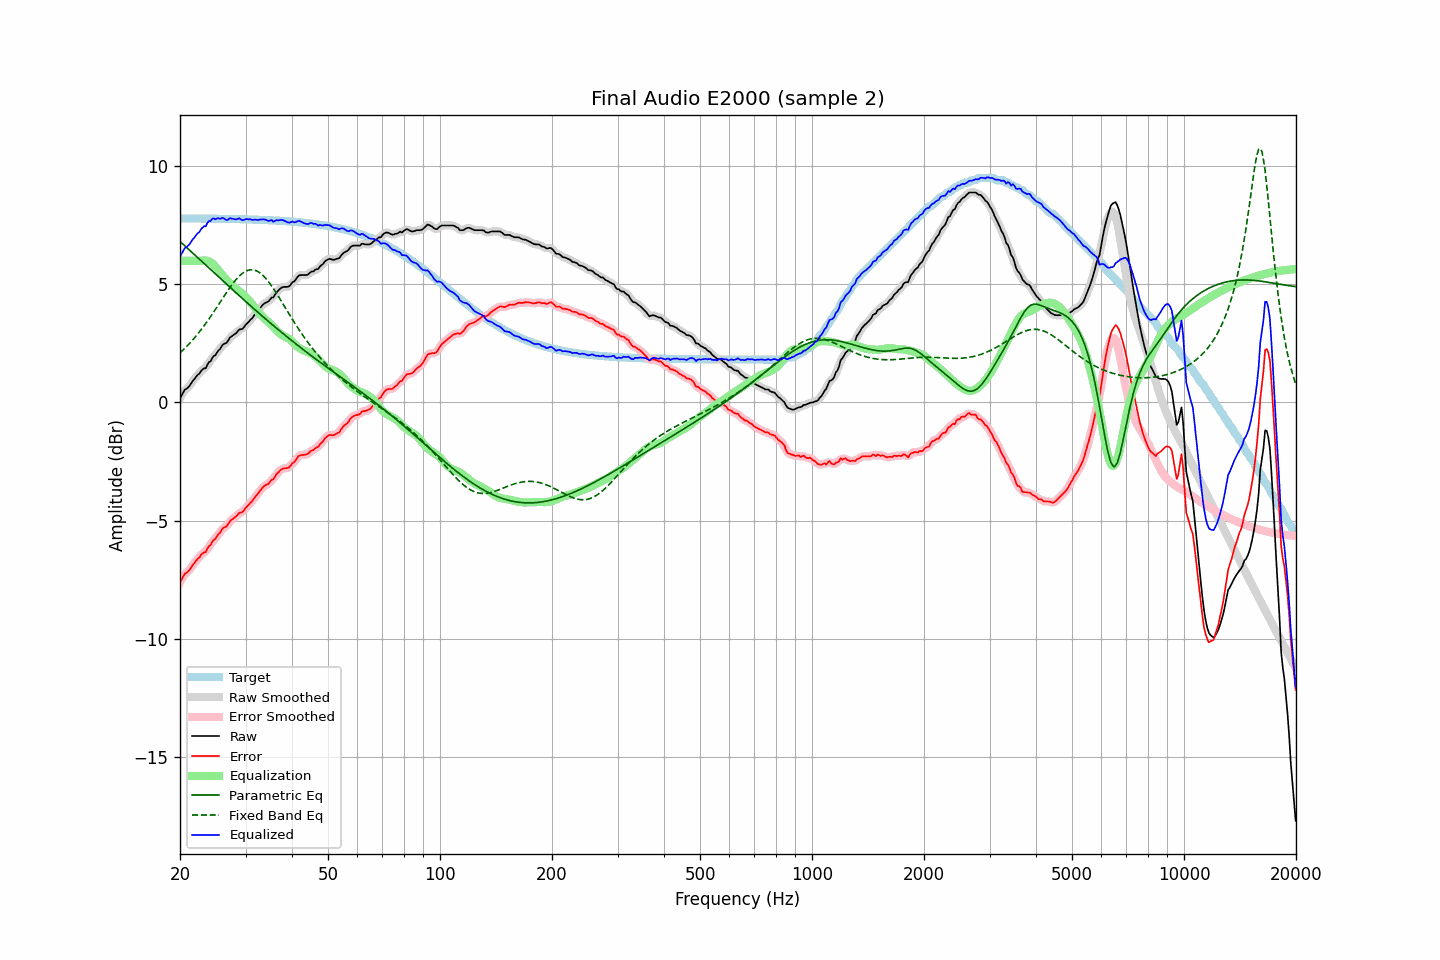 Final Audio E2000 (sample 2)
Amplitude (dBr)
10
5
0
−5
−10
−15
Target
Raw Smoothed
Error Smoothed
Raw
Error
Equalization
Parametric Eq
Fixed Band Eq
Equalized
20 50 100 200 500 1000 2000 5000 10000 20000
Frequency (Hz)